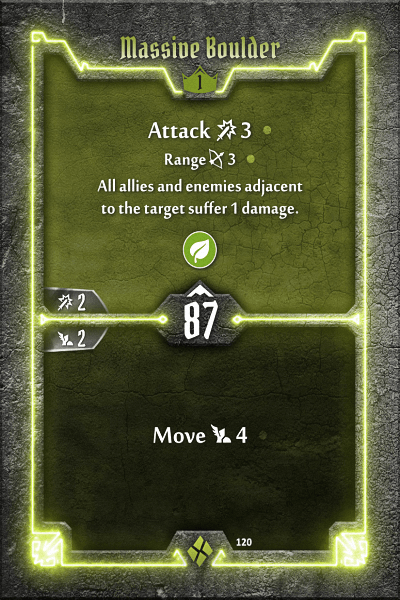 Massive Boulder
1
Attack 3
Range 3
All allies and enemies adjacent
to the target suffer 1 damage.
2
87
2
Move 4
120